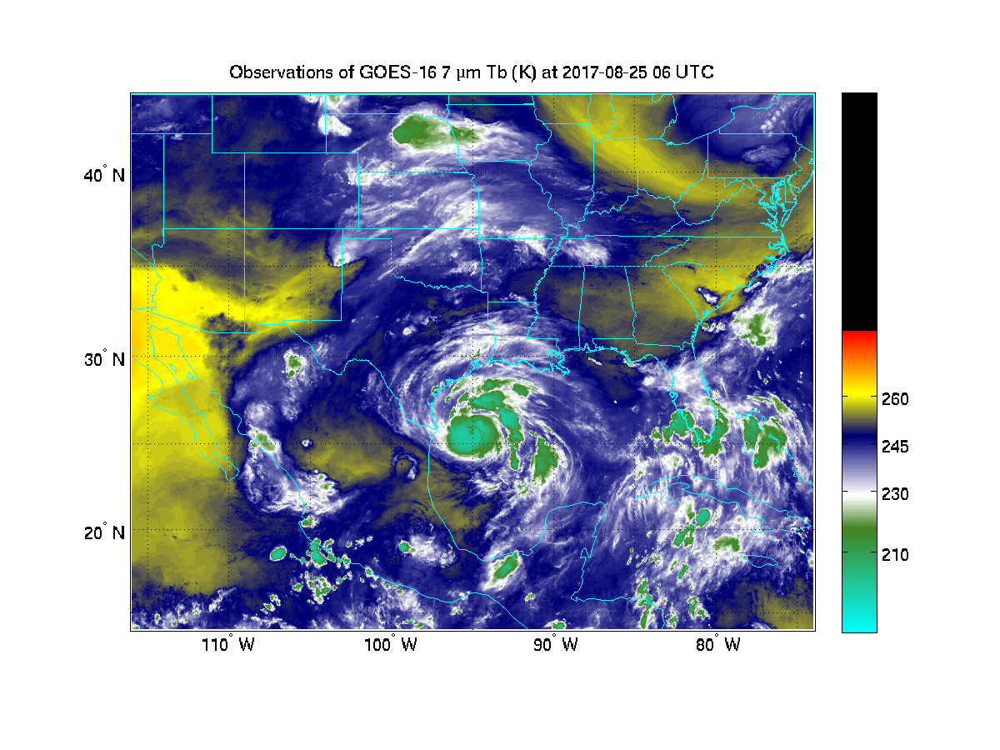 Observations of GOES-16 7 µm Tb (K) at 2017-08-25 06 UTC
40° N
30° N
20° N
110° W
100° W
90° W
80° W
260
245
230
210